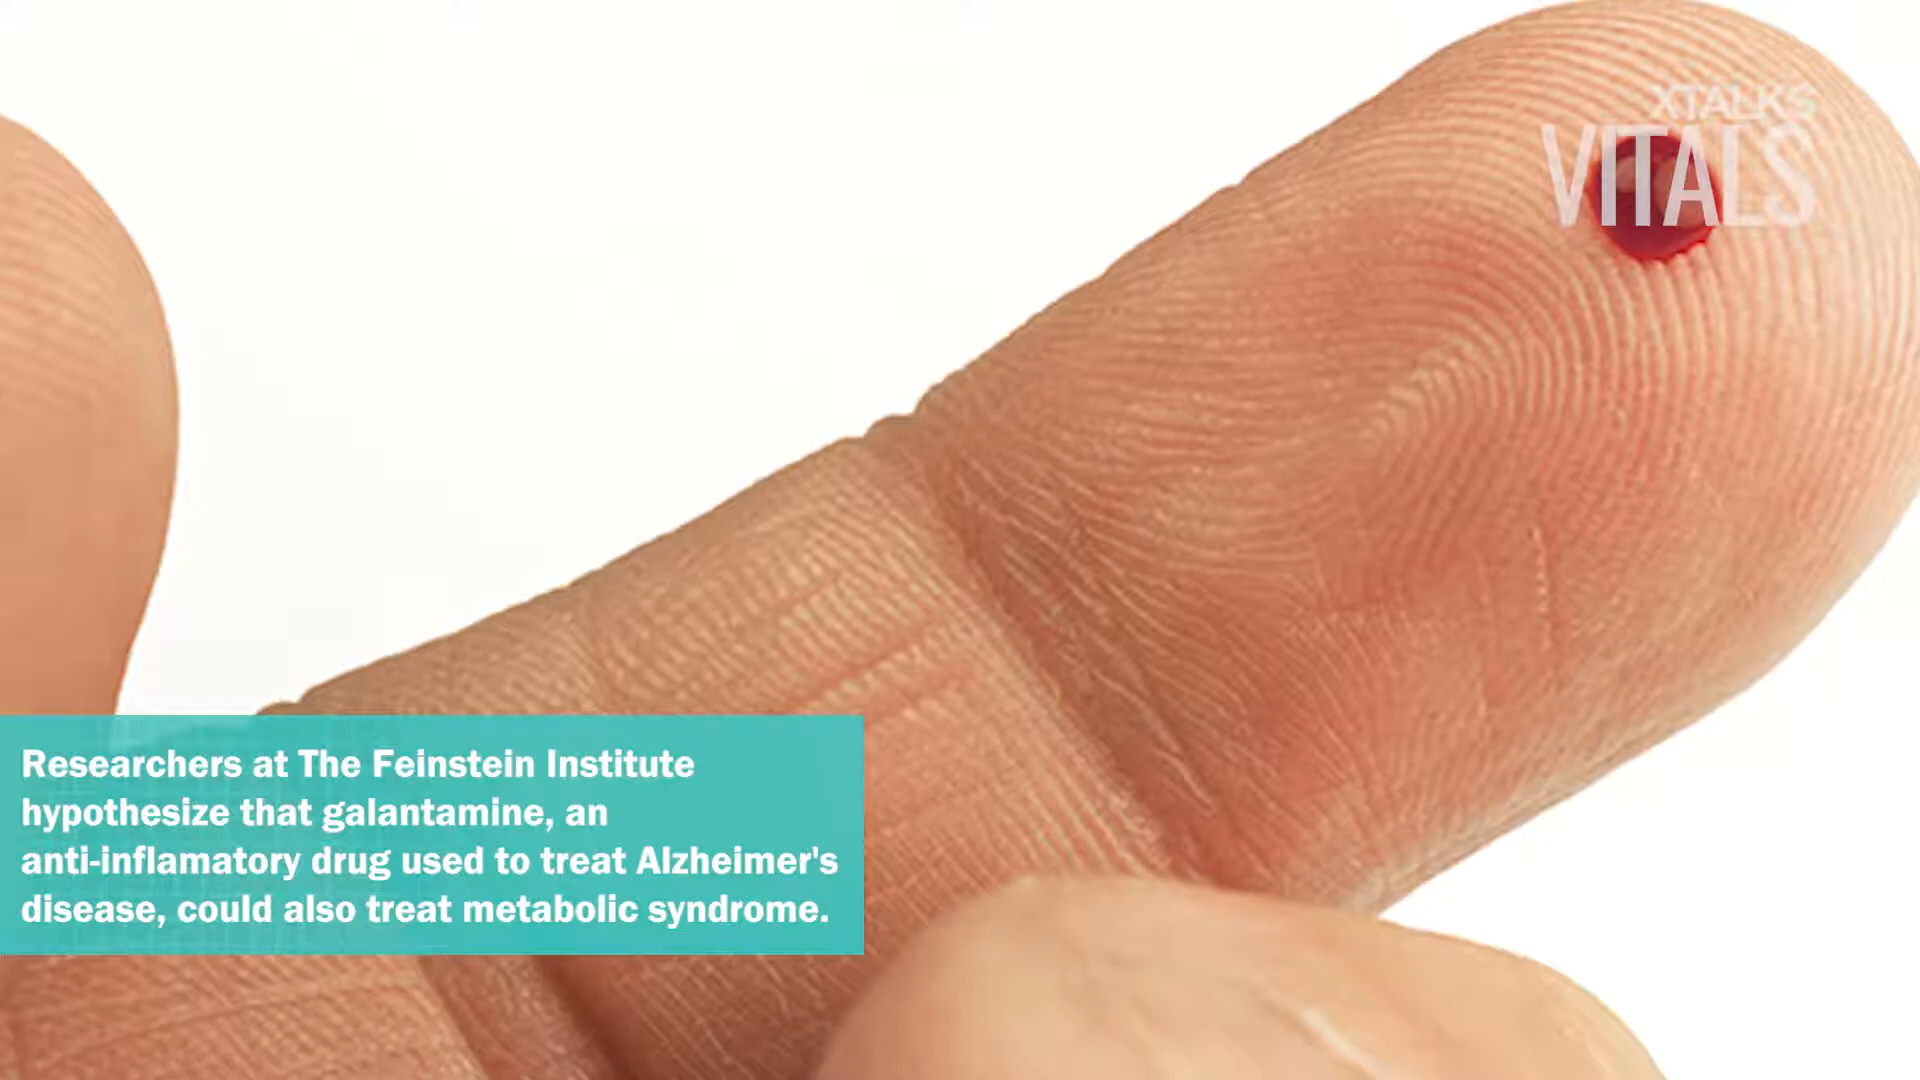 XTALKS
VITALS
Researchers at The Feinstein Institute
hypothesize that galantamine, an
anti-inflamatory drug used to treat Alzheimer's
disease, could also treat metabolic syndrome.